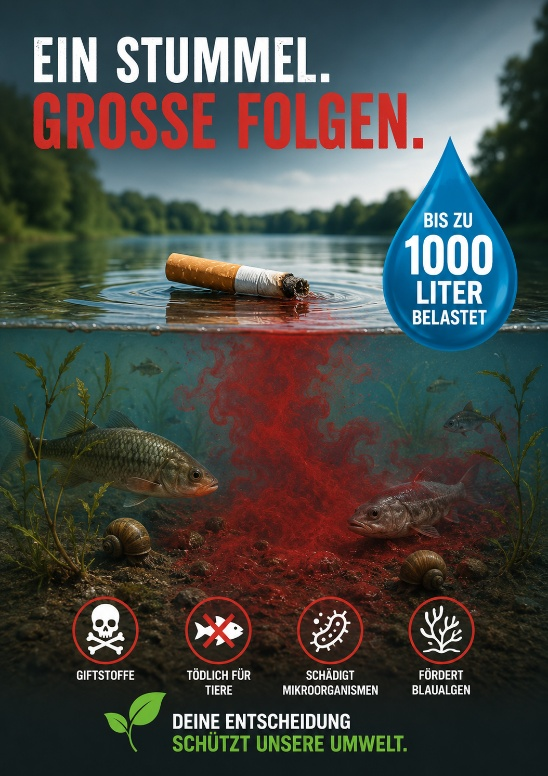 EIN STUMMEL.
GROSSE FOLGEN.
BIS ZU
1000
LITER
BELASTET
GIFTSTOFFE
TÖDLICH FÜR
TIERE
SCHÄDIGT
MIKROORGANISMEN
FÖRDERT
BLAUALGEN
DEINE ENTSCHEIDUNG
SCHÜTZT UNSERE UMWELT.